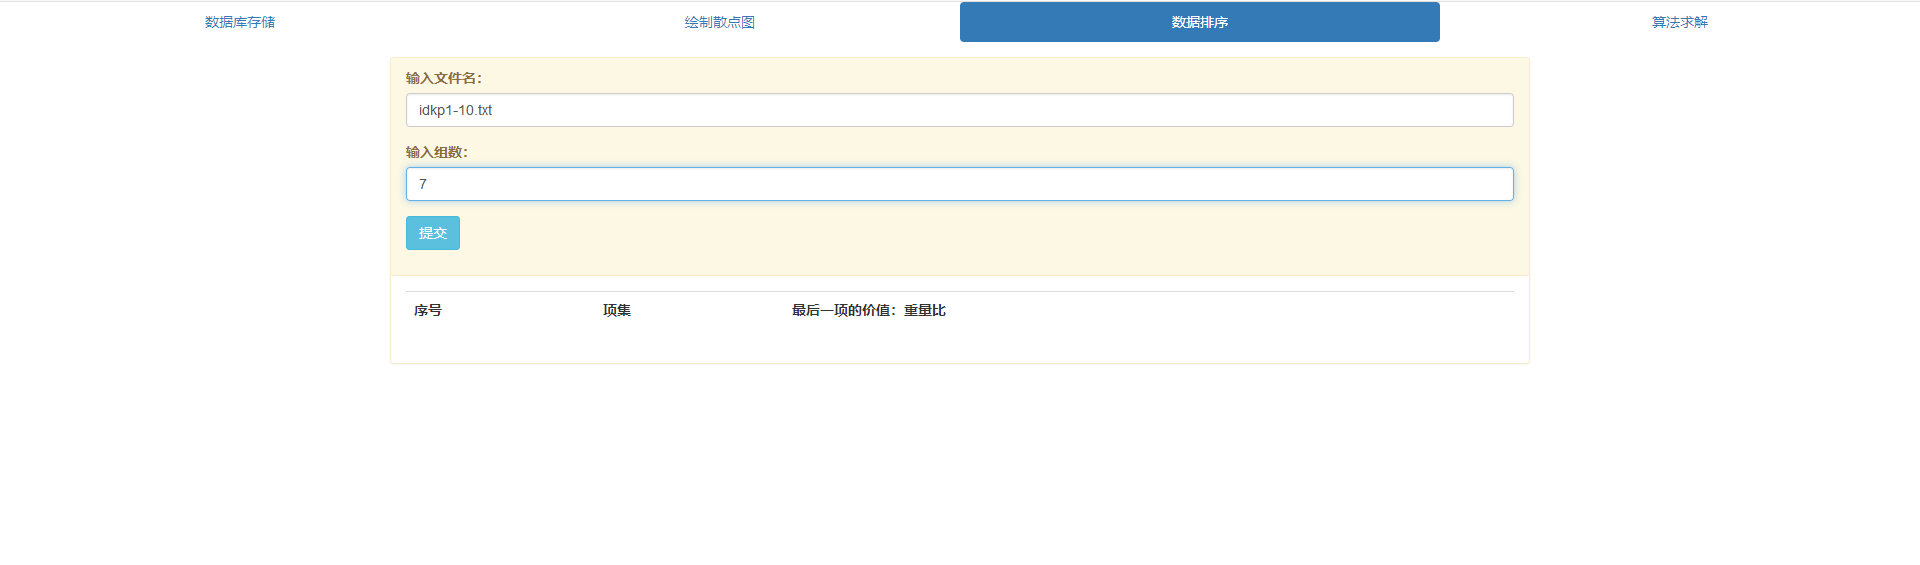 数据库存储 绘制散点图 数据排序 算法求解
输入文件名：
idkp1-10.txt
输入组数：
7
提交
序号 项集 最后一项的价值：重量比